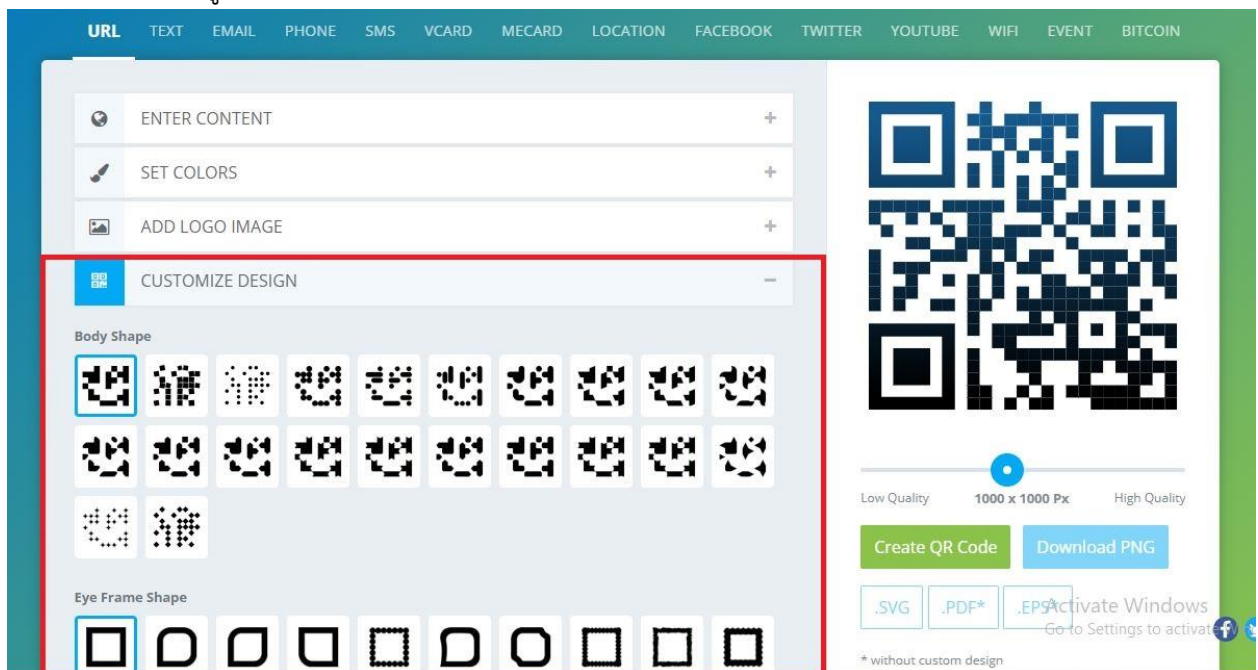 URL TEXT EMAIL PHONE SMS VCARD MECARD LOCATION FACEBOOK TWITTER YOUTUBE WIFI EVENT BITCOIN
ENTER CONTENT
SET COLORS
ADD LOGO IMAGE
CUSTOMIZE DESIGN
Body Shape
Eye Frame Shape
Low Quality 1000 x 1000 Px High Quality
Create QR Code Download PNG
.SVG .PDF* .EPS*
Activate Windows
Go to Settings to activate
* without custom design